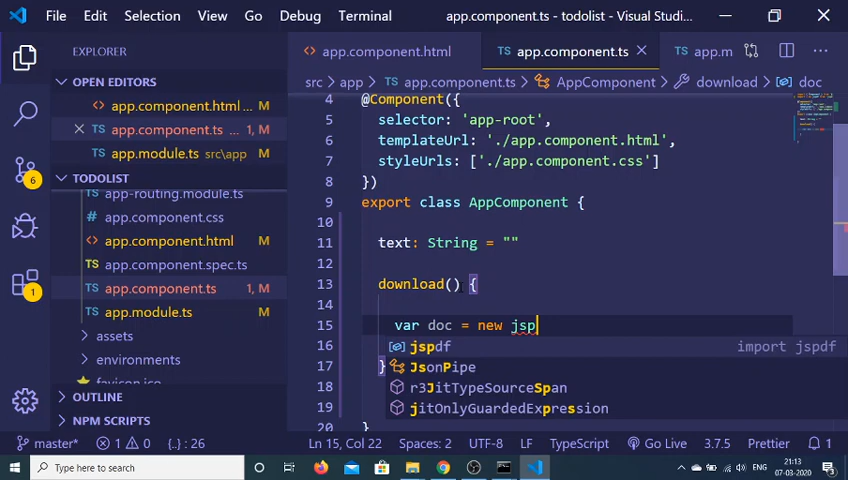 File Edit Selection View Go Debug Terminal app.component.ts - todolist - Visual Studi...
EXPLORER
OPEN EDITORS
app.component.html ... M
app.component.ts ... 1, M
app.module.ts src\app M
TODOLIST
app-routing.module.ts
app.component.css
app.component.html M
app.component.spec.ts
app.component.ts 1, M
app.module.ts M
assets
environments
favicon.ico
OUTLINE
NPM SCRIPTS
6
1
app.component.html app.component.ts app.m
src > app > app.component.ts > AppComponent > download > doc
4 @Component({
5 selector: 'app-root',
6 templateUrl: './app.component.html',
7 styleUrls: ['./app.component.css']
8 })
9 export class AppComponent {
10
11 text: String = ""
12
13 download() {
14
15 var doc = new jsp
16 jspdf import jspdf
17 } JsonPipe
18 r3JitTypeSourceSpan
19 jitOnlyGuardedExpression
20 }
master* 1 0 {..} : 26 Ln 15, Col 22 Spaces: 2 UTF-8 LF TypeScript Go Live 3.7.5 Prettier 1
Type here to search ENG 21:13 07-03-2020